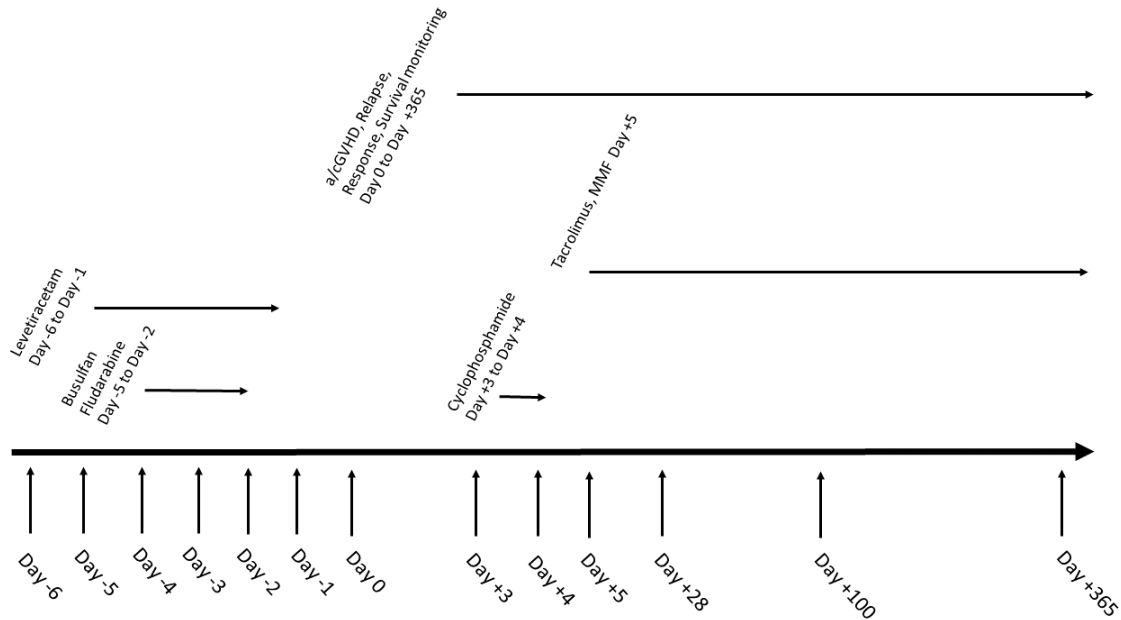 a/cGVHD, Relapse,
Response, Survival monitoring
Day 0 to Day +365
Tacrolimus, MMF Day +5
Levetiracetam
Day -6 to Day -1
Busulfan
Fludarabine
Day -5 to Day -2
Cyclophosphamide
Day +3 to Day +4
Day -6
Day -5
Day -4
Day -3
Day -2
Day -1
Day 0
Day +3
Day +4
Day +5
Day +28
Day +100
Day +365